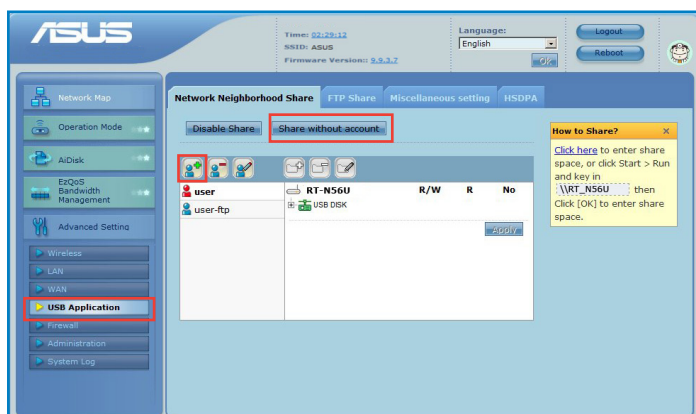 ASUS
Time: 02:29:12
SSID: ASUS
Firmware Version:: 9.9.3.7
Language:
English
OK
Logout
Reboot
Network Map
Operation Mode
AiDisk
EzQoS
Bandwidth
Management
Advanced Setting
Wireless
LAN
WAN
USB Application
Firewall
Administration
System Log
Network Neighborhood Share FTP Share Miscellaneous setting HSDPA
Disable Share Share without account
user
user-ftp
RT-N56U R/W R No
USB DISK
Apply
How to Share? x
Click here to enter share
space, or click Start > Run
and key in
\\RT_N56U then
Click [OK] to enter share
space.